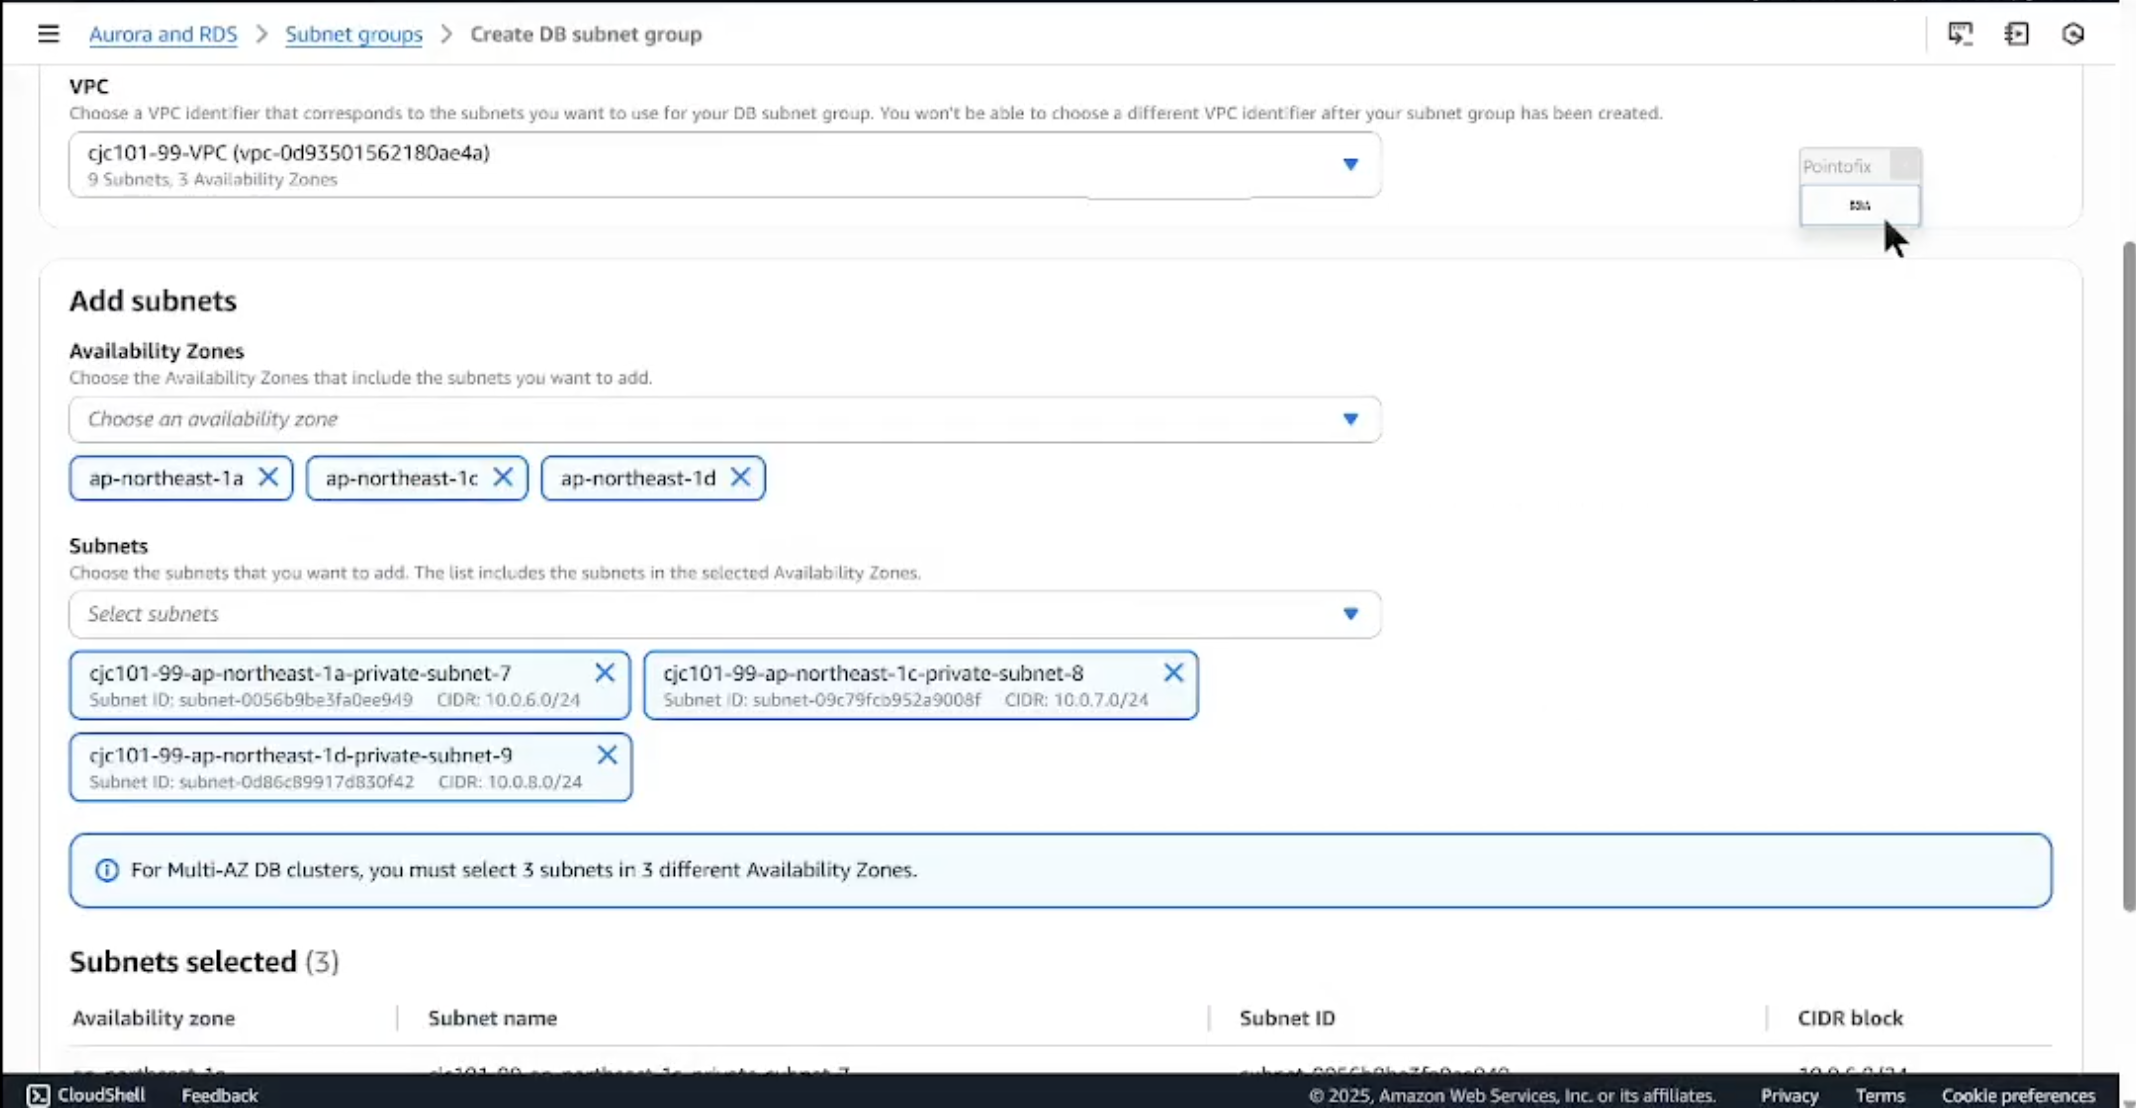 Aurora and RDS > Subnet groups > Create DB subnet group
VPC
Choose a VPC identifier that corresponds to the subnets you want to use for your DB subnet group. You won't be able to choose a different VPC identifier after your subnet group has been created.
cjc101-99-VPC (vpc-0d93501562180ae4a)
9 Subnets, 3 Availability Zones
Pointofix
Add subnets
Availability Zones
Choose the Availability Zones that include the subnets you want to add.
Choose an availability zone
ap-northeast-1a ap-northeast-1c ap-northeast-1d
Subnets
Choose the subnets that you want to add. The list includes the subnets in the selected Availability Zones.
Select subnets
cjc101-99-ap-northeast-1a-private-subnet-7
Subnet ID: subnet-0056b9be3fa0ee949 CIDR: 10.0.6.0/24
cjc101-99-ap-northeast-1c-private-subnet-8
Subnet ID: subnet-09c79fcb952a9008f CIDR: 10.0.7.0/24
cjc101-99-ap-northeast-1d-private-subnet-9
Subnet ID: subnet-0d86c89917d830f42 CIDR: 10.0.8.0/24
For Multi-AZ DB clusters, you must select 3 subnets in 3 different Availability Zones.
Subnets selected (3)
Availability zone Subnet name Subnet ID CIDR block
CloudShell Feedback © 2025, Amazon Web Services, Inc. or its affiliates. Privacy Terms Cookie preferences